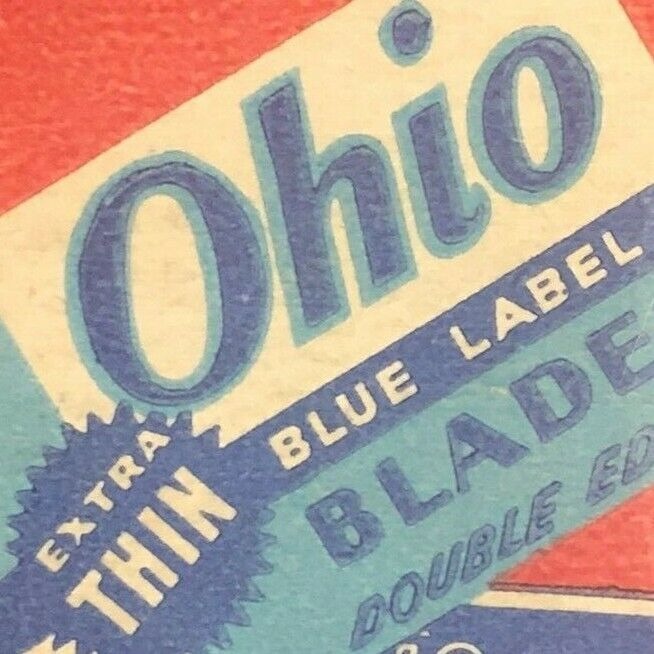 Ohio
BLUE LABEL
BLADE
DOUBLE ED
EXTRA
THIN